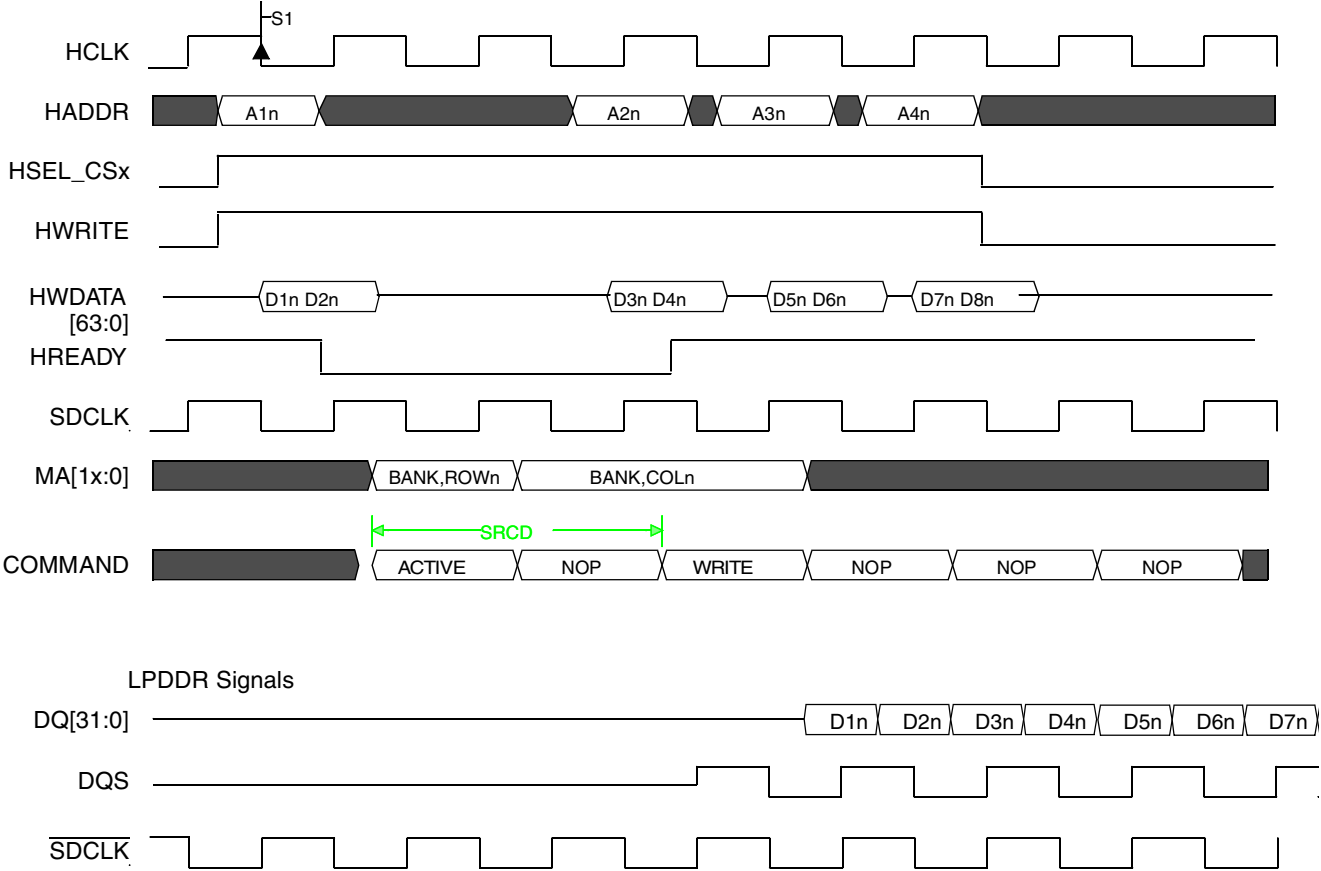 S1
HCLK
HADDR A1n A2n A3n A4n
HSEL_CSx
HWRITE
HWDATA D1n D2n D3n D4n D5n D6n D7n D8n
[63:0]
HREADY
SDCLK
MA[1x:0] BANK,ROWn BANK,COLn
SRCD
COMMAND ACTIVE NOP WRITE NOP NOP NOP
LPDDR Signals
DQ[31:0] D1n D2n D3n D4n D5n D6n D7n
DQS
SDCLK